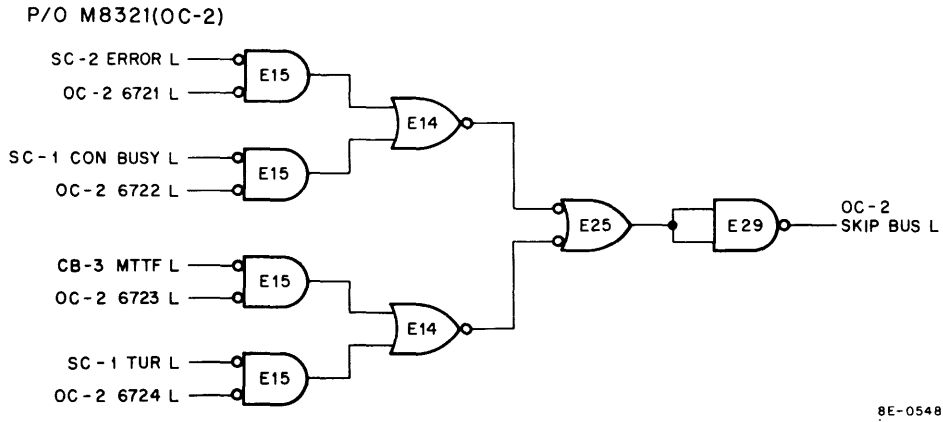 P/O M8321(OC-2)
SC-2 ERROR L
OC-2 6721 L
E15
E14
SC-1 CON BUSY L
OC-2 6722 L
E15
E25
E29
OC-2
SKIP BUS L
CB-3 MTTF L
OC-2 6723 L
E15
E14
SC-1 TUR L
OC-2 6724 L
E15
8E-0548